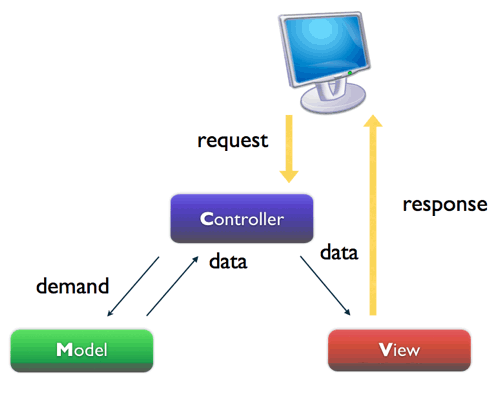 request
response
Controller
demand
data
data
Model
View